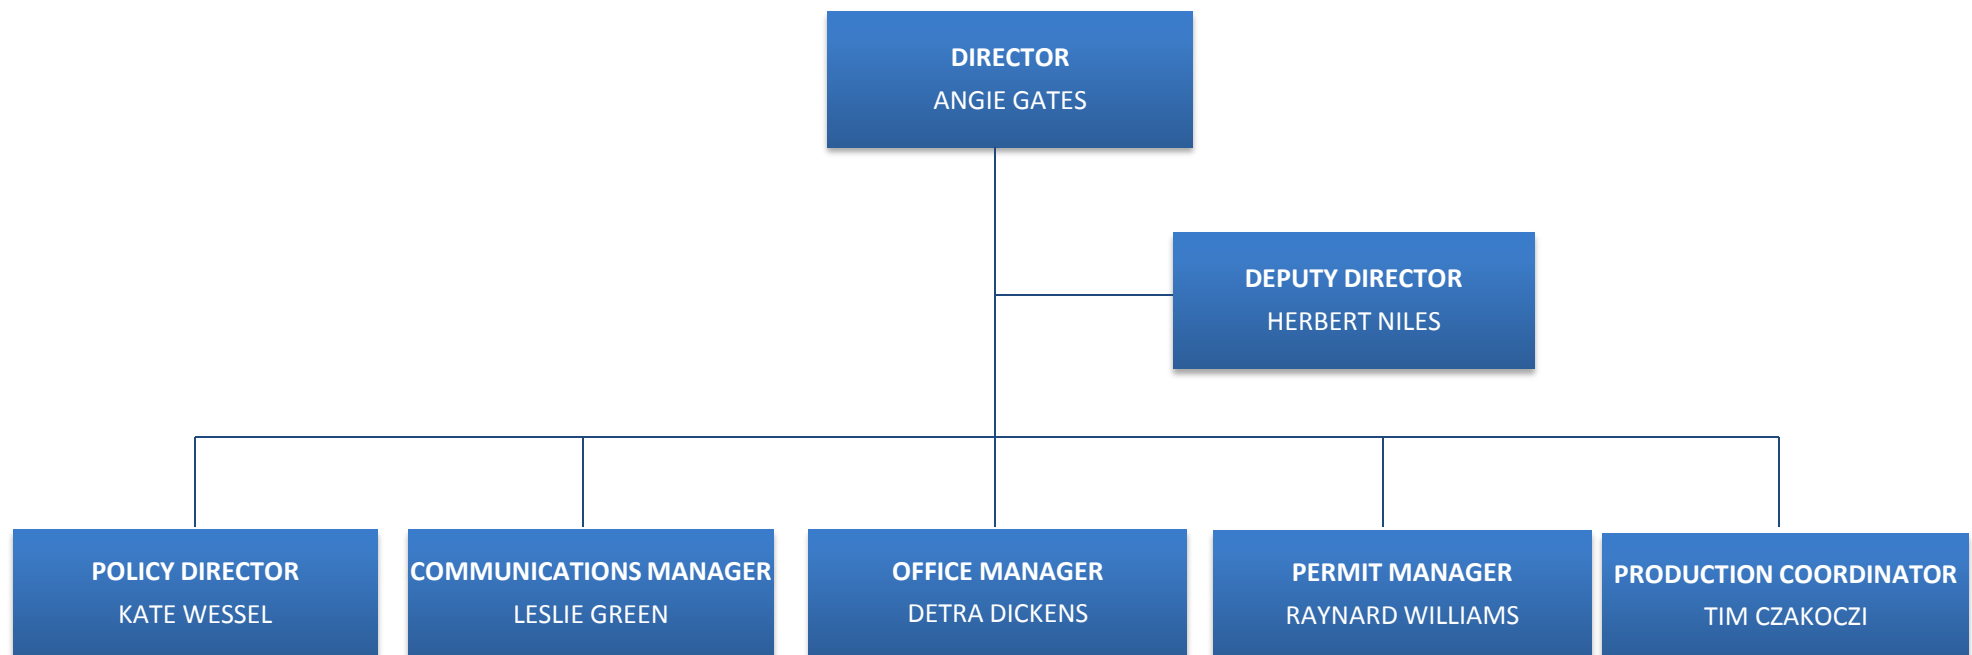 DIRECTOR
ANGIE GATES
DEPUTY DIRECTOR
HERBERT NILES
POLICY DIRECTOR
KATE WESSEL
COMMUNICATIONS MANAGER
LESLIE GREEN
OFFICE MANAGER
DETRA DICKENS
PERMIT MANAGER
RAYNARD WILLIAMS
PRODUCTION COORDINATOR
TIM CZAKOCZI